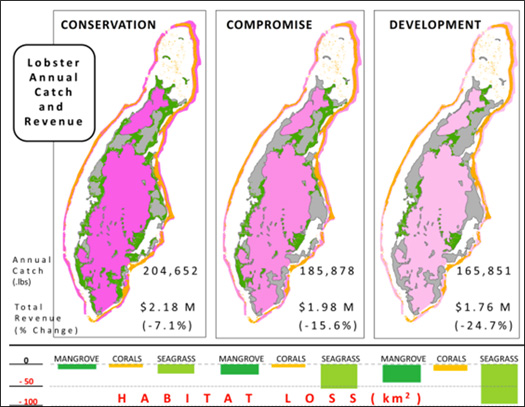 CONSERVATION
COMPROMISE
DEVELOPMENT
Lobster
Annual
Catch
and
Revenue
Annual
Catch
(.lbs)
204,652
185,878
165,851
Total
Revenue
(% Change)
$2.18 M
(-7.1%)
$1.98 M
(-15.6%)
$1.76 M
(-24.7%)
0
MANGROVE CORALS SEAGRASS MANGROVE CORALS SEAGRASS MANGROVE CORALS SEAGRASS
- 50
- 100
HABITAT LOSS (km²)